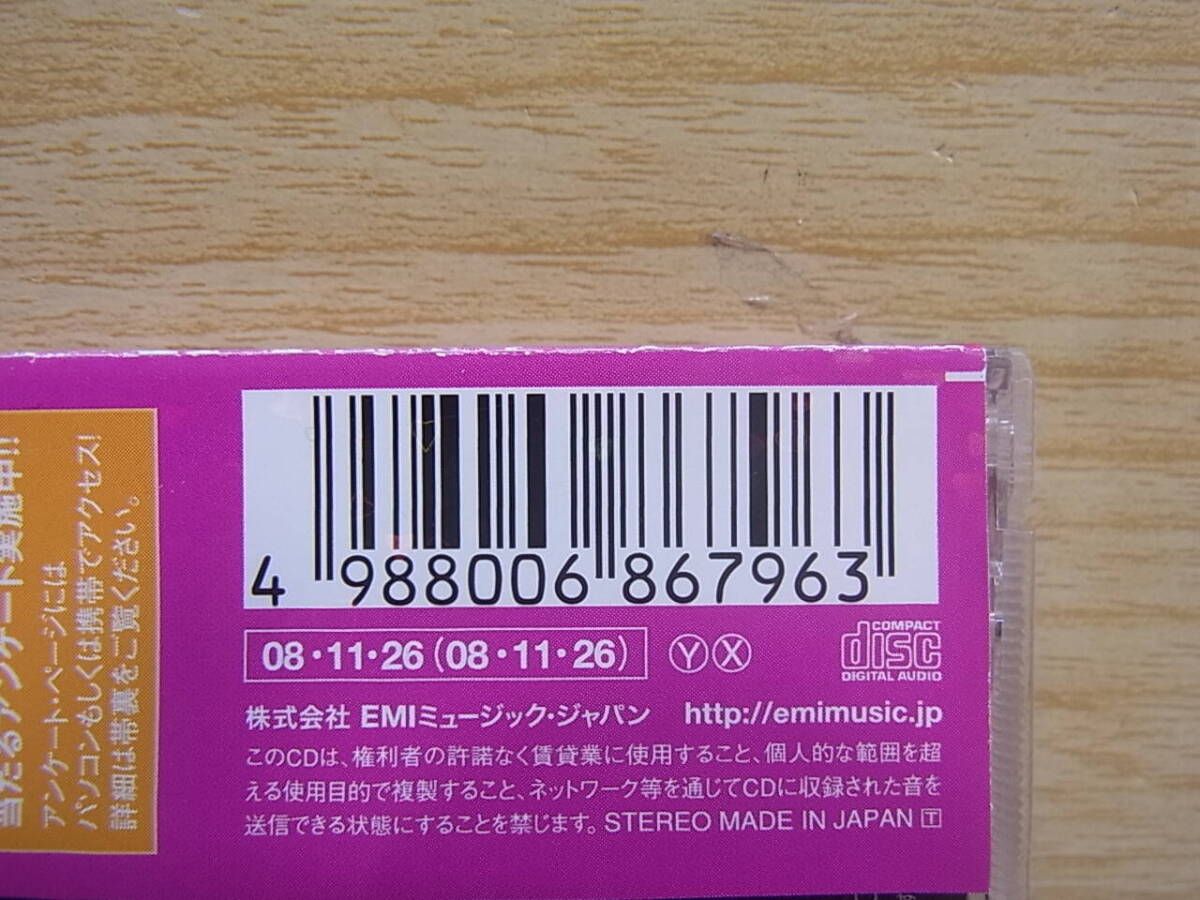 当たるアンケート実施中!!
アンケート・ページには
パソコンもしくは携帯でアクセス!
詳細は帯裏をご覧ください。
4 988006 867963
08・11・26 (08・11・26)
Y X
COMPACT
disc
DIGITAL AUDIO
株式会社 EMIミュージック・ジャパン http://emimusic.jp
このCDは、権利者の許諾なく賃貸業に使用すること、個人的な範囲を超
える使用目的で複製すること、ネットワーク等を通じてCDに収録された音を
送信できる状態にすることを禁じます。STEREO MADE IN JAPAN T